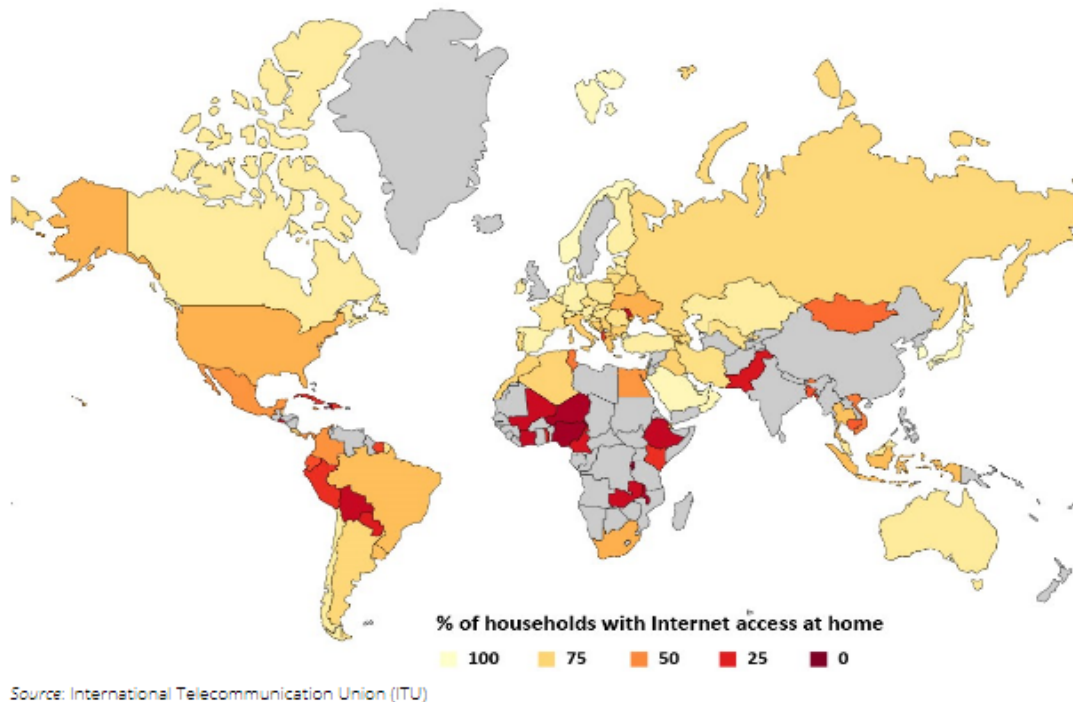 % of households with Internet access at home
100 75 50 25 0
Source: International Telecommunication Union (ITU)